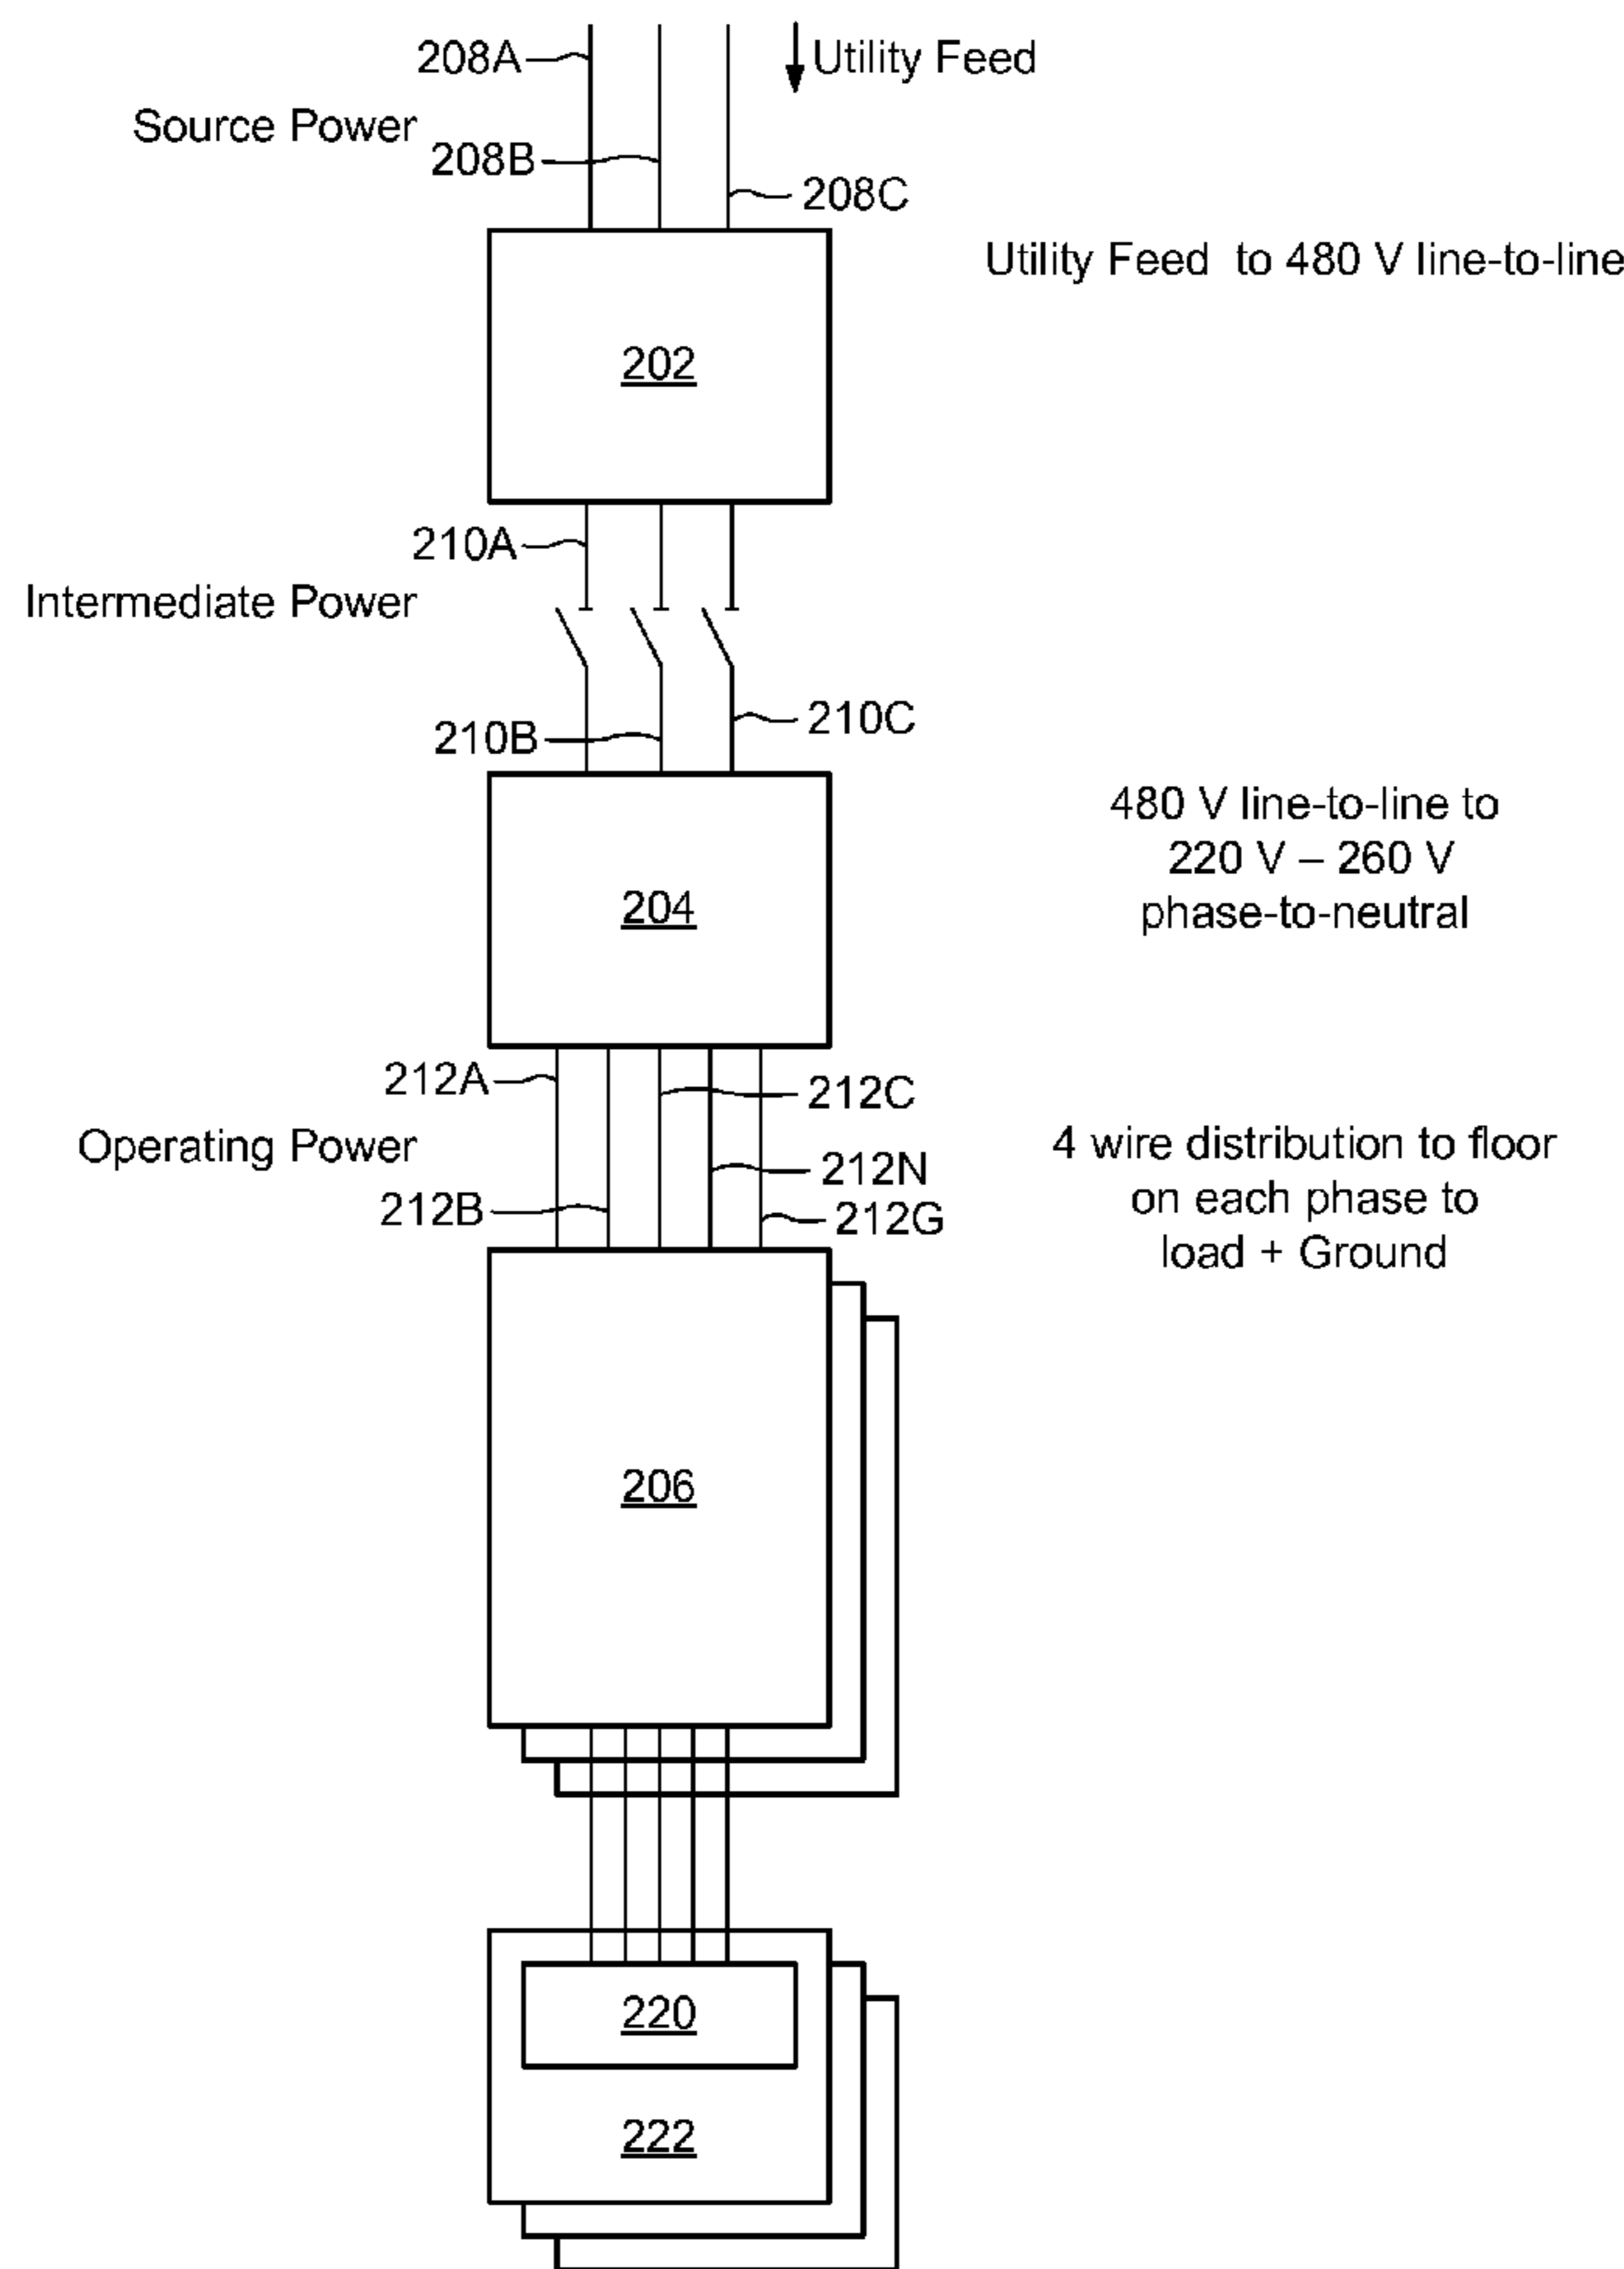 208A
Utility Feed
Source Power
208B
208C
Utility Feed to 480 V line-to-line
202
210A
Intermediate Power
210B
210C
480 V line-to-line to
220 V – 260 V
phase-to-neutral
204
212A
212C
Operating Power
212N
212B
212G
4 wire distribution to floor
on each phase to
load + Ground
206
220
222